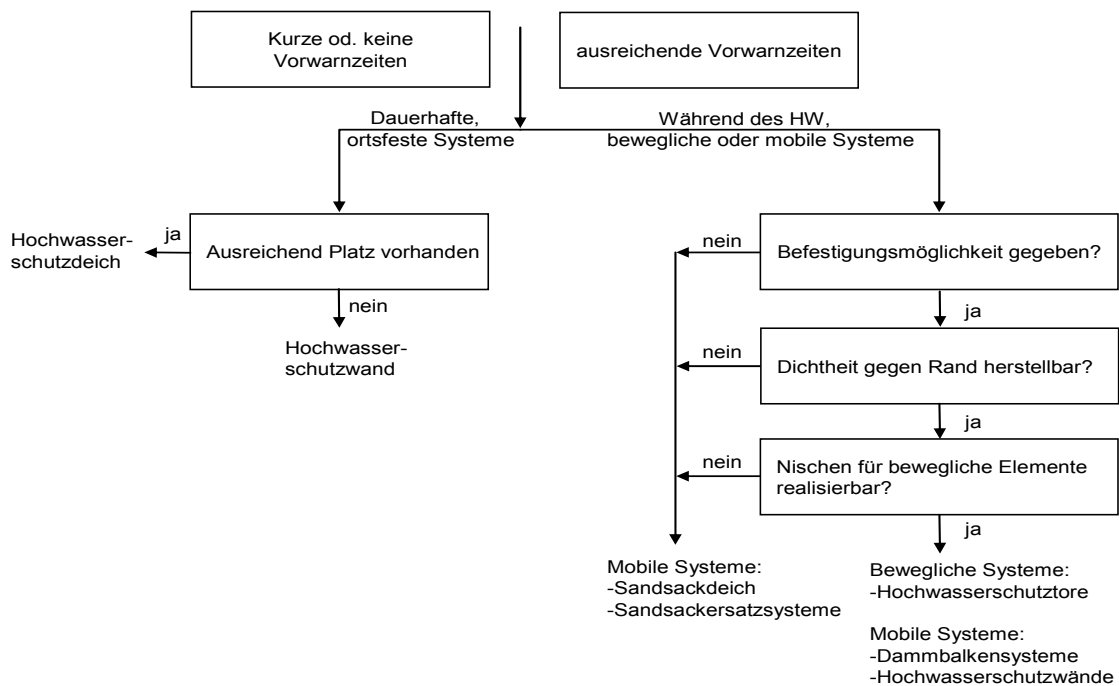 Kurze od. keine
Vorwarnzeiten
ausreichende Vorwarnzeiten
Dauerhafte,
ortsfeste Systeme
Während des HW,
bewegliche oder mobile Systeme
Hochwasser-
schutzdeich
ja
Ausreichend Platz vorhanden
nein
Hochwasser-
schutzwand
nein
Befestigungsmöglichkeit gegeben?
ja
nein
Dichtheit gegen Rand herstellbar?
ja
nein
Nischen für bewegliche Elemente
realisierbar?
ja
Mobile Systeme:
-Sandsackdeich
-Sandsackersatzsysteme
Bewegliche Systeme:
-Hochwasserschutztore
Mobile Systeme:
-Dammbalkensysteme
-Hochwasserschutzwände